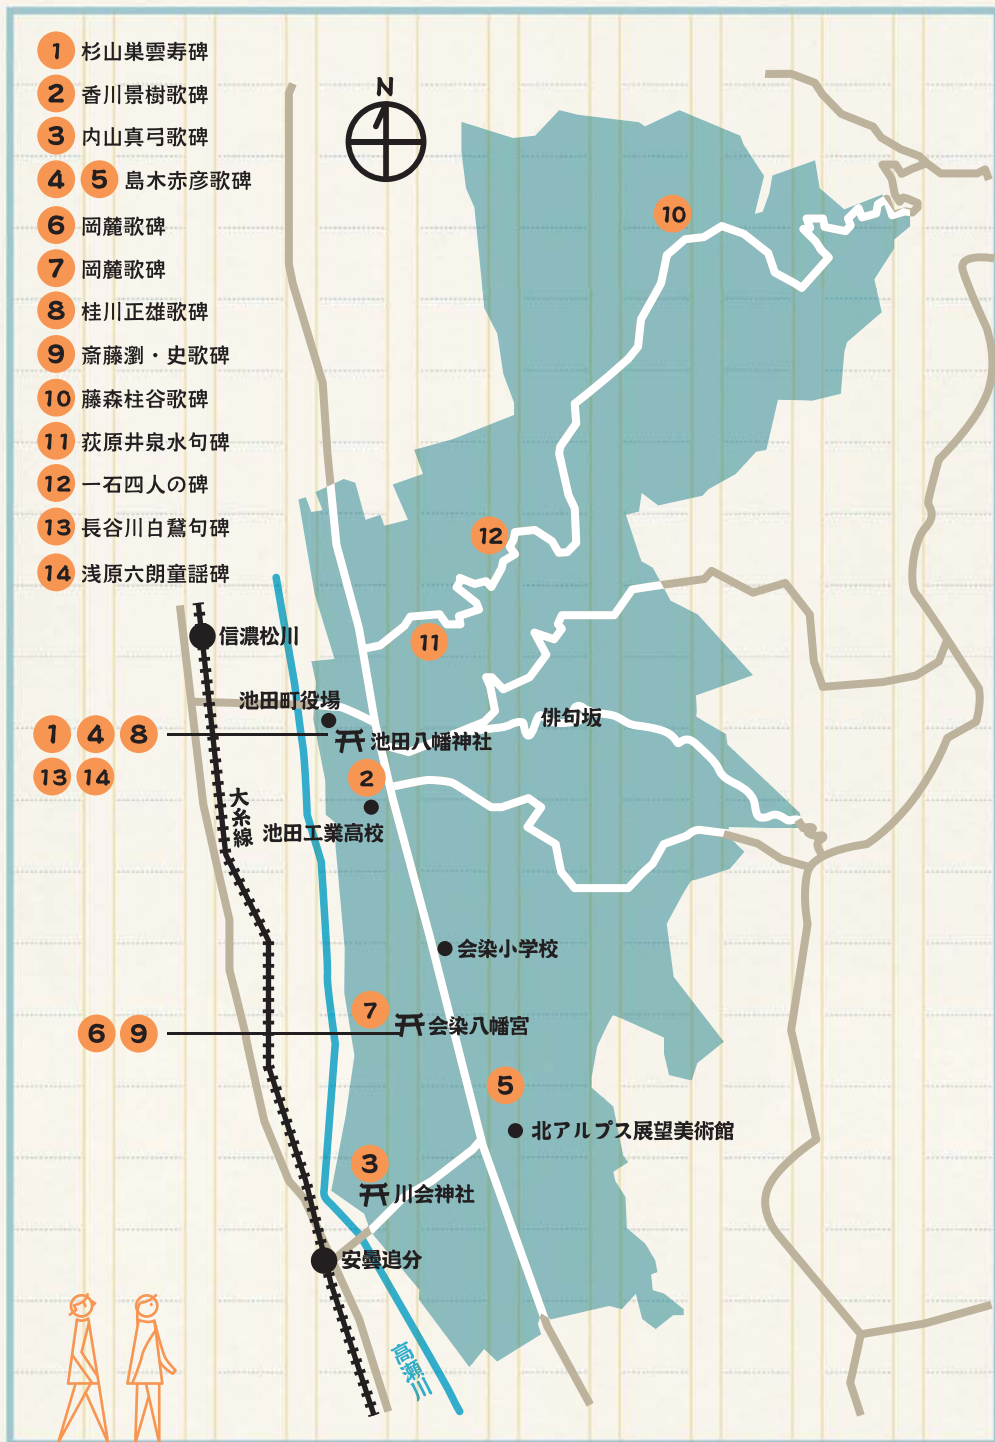 1 杉山巣雲寿碑
2 香川景樹歌碑
3 内山真弓歌碑
4 5 島木赤彦歌碑
6 岡麓歌碑
7 岡麓歌碑
8 桂川正雄歌碑
9 斎藤瀏・史歌碑
10 藤森桂谷歌碑
11 荻原井泉水句碑
12 一石四人の碑
13 長谷川白鵞句碑
14 浅原六朗童謡碑
N
10
12
11
信濃松川
池田町役場
俳句坂
1 4 8
13 14
池田八幡神社
2
大糸線
池田工業高校
会染小学校
7
会染八幡宮
6 9
5
北アルプス展望美術館
3
川会神社
安曇追分
高瀬川